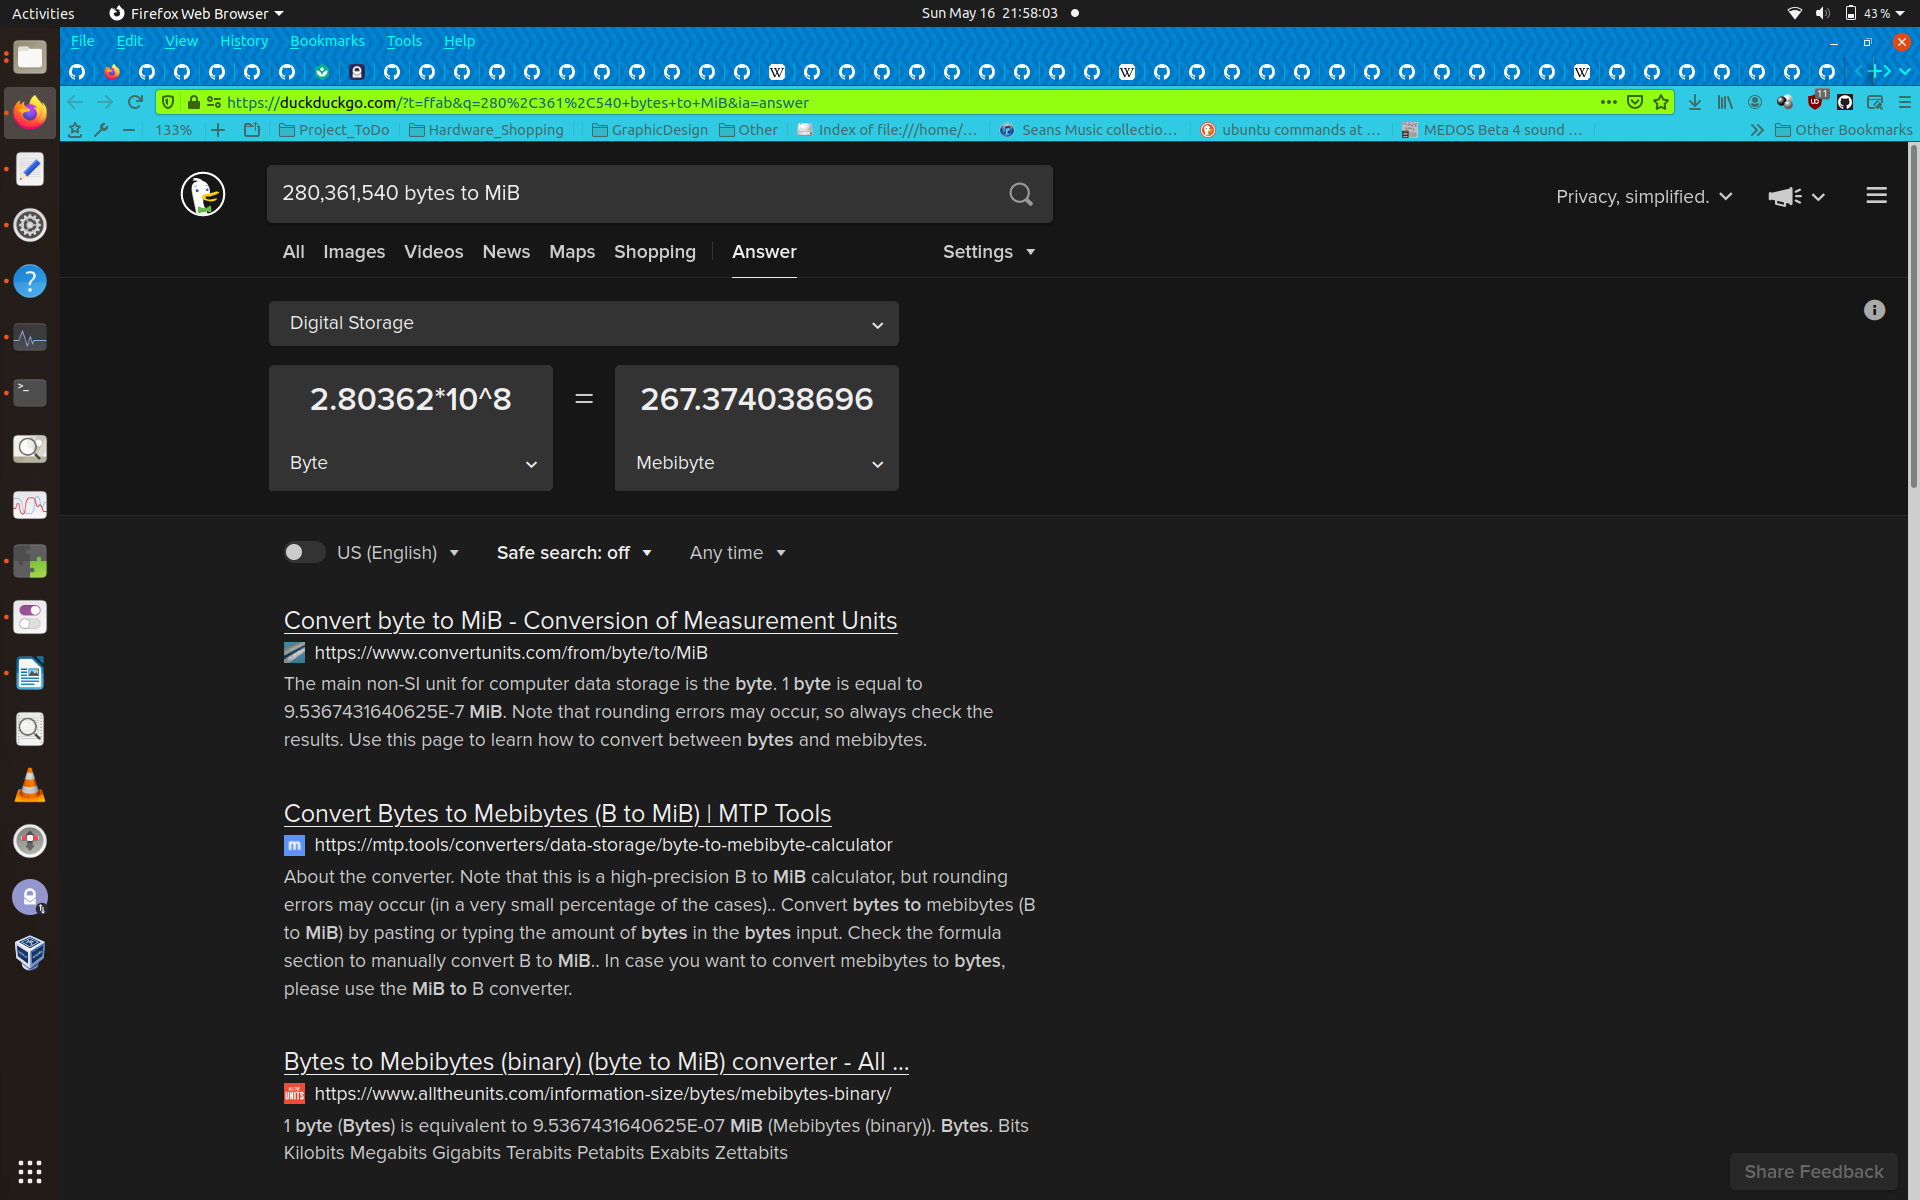 Activities Firefox Web Browser Sun May 16 21:58:03 43 %
File Edit View History Bookmarks Tools Help
https://duckduckgo.com/?t=ffab&q=280%2C361%2C540+bytes+to+MiB&ia=answer 11
133% Project_ToDo Hardware_Shopping GraphicDesign Other Index of file:///home/... Seans Music collectio... ubuntu commands at ... MEDOS Beta 4 sound ... Other Bookmarks
280,361,540 bytes to MiB
Privacy, simplified.
All Images Videos News Maps Shopping Answer Settings
Digital Storage
2.80362*10^8 = 267.374038696
Byte Mebibyte
US (English) Safe search: off Any time
Convert byte to MiB - Conversion of Measurement Units
https://www.convertunits.com/from/byte/to/MiB
The main non-SI unit for computer data storage is the byte. 1 byte is equal to
9.5367431640625E-7 MiB. Note that rounding errors may occur, so always check the
results. Use this page to learn how to convert between bytes and mebibytes.
Convert Bytes to Mebibytes (B to MiB) | MTP Tools
m https://mtp.tools/converters/data-storage/byte-to-mebibyte-calculator
About the converter. Note that this is a high-precision B to MiB calculator, but rounding
errors may occur (in a very small percentage of the cases).. Convert bytes to mebibytes (B
to MiB) by pasting or typing the amount of bytes in the bytes input. Check the formula
section to manually convert B to MiB.. In case you want to convert mebibytes to bytes,
please use the MiB to B converter.
Bytes to Mebibytes (binary) (byte to MiB) converter - All ...
https://www.alltheunits.com/information-size/bytes/mebibytes-binary/
1 byte (Bytes) is equivalent to 9.5367431640625E-07 MiB (Mebibytes (binary)). Bytes. Bits
Kilobits Megabits Gigabits Terabits Petabits Exabits Zettabits
Share Feedback